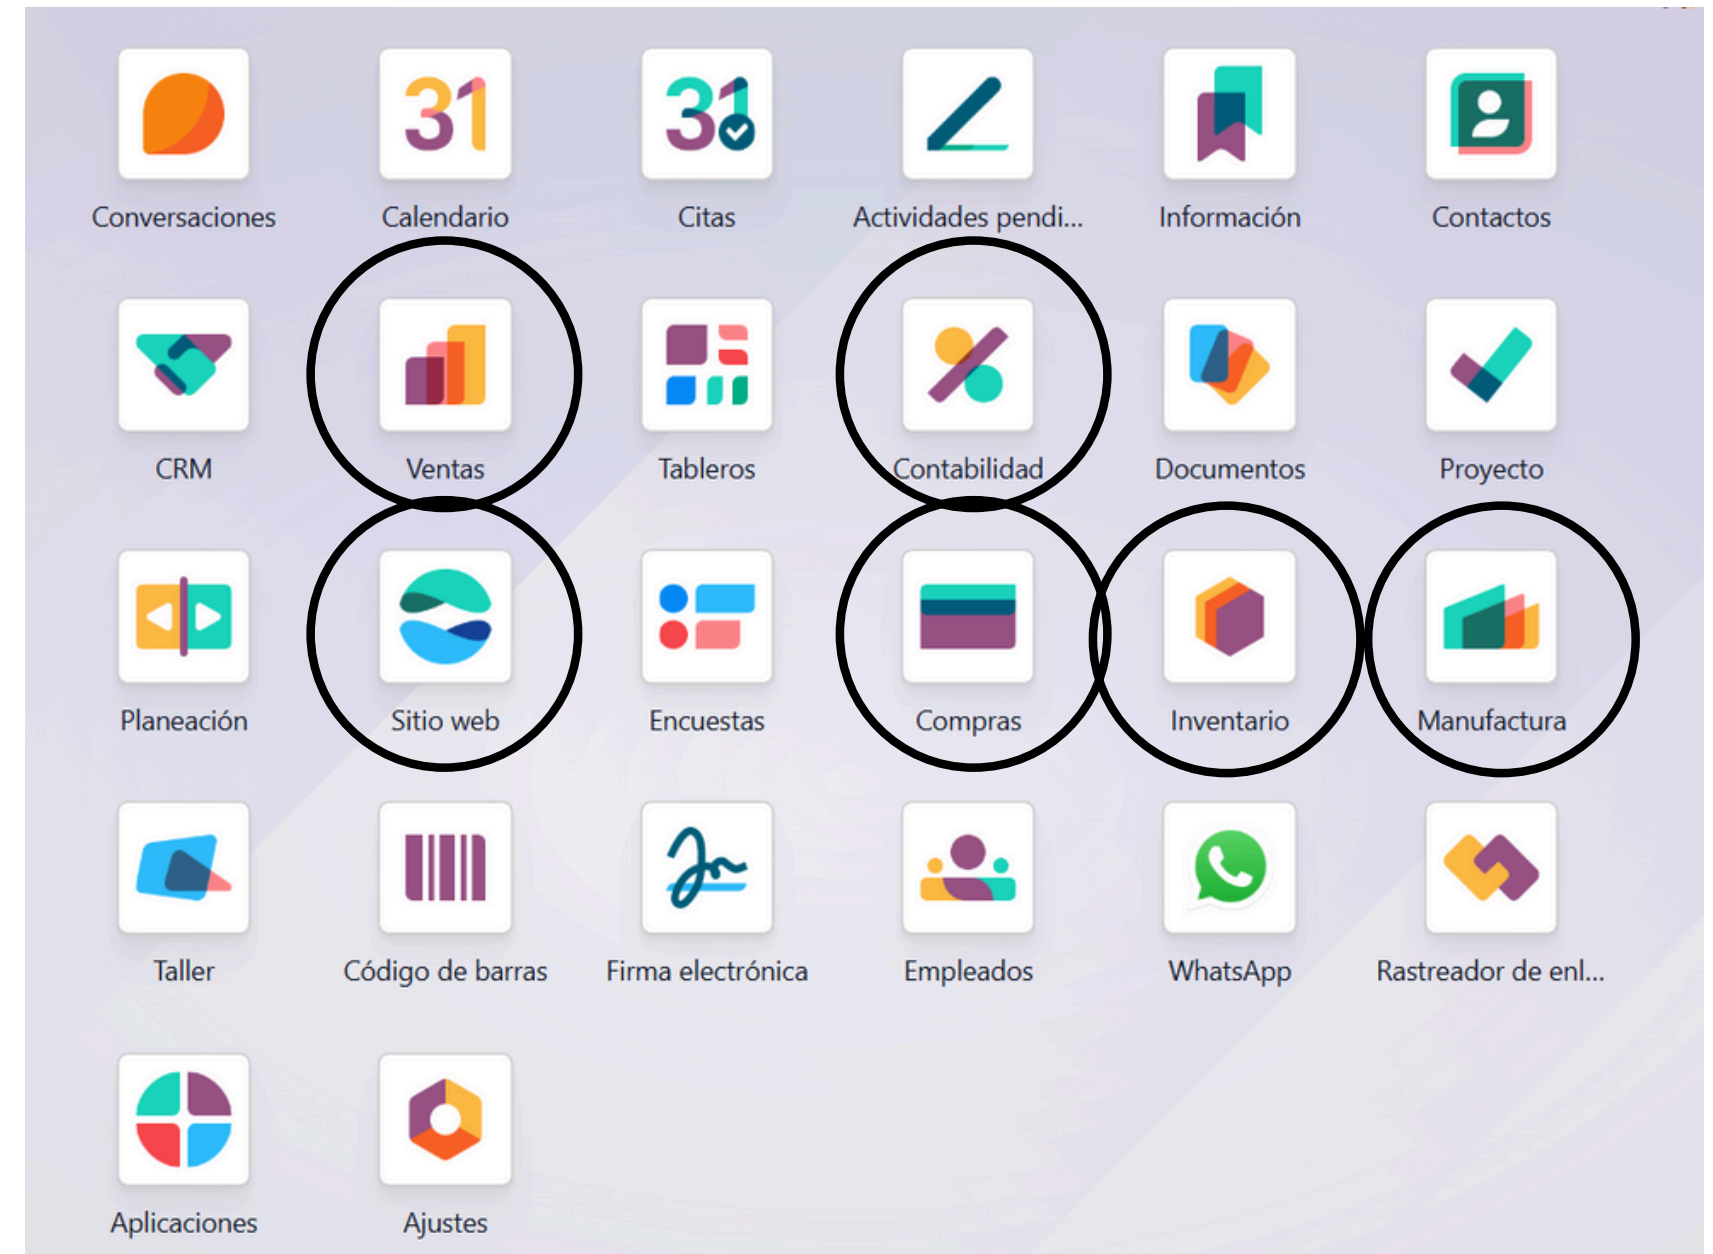 31 31
Conversaciones Calendario Citas Actividades pendi... Información Contactos
CRM Ventas Tableros Contabilidad Documentos Proyecto
Planeación Sitio web Encuestas Compras Inventario Manufactura
Taller Código de barras Firma electrónica Empleados WhatsApp Rastreador de enl...
Aplicaciones Ajustes